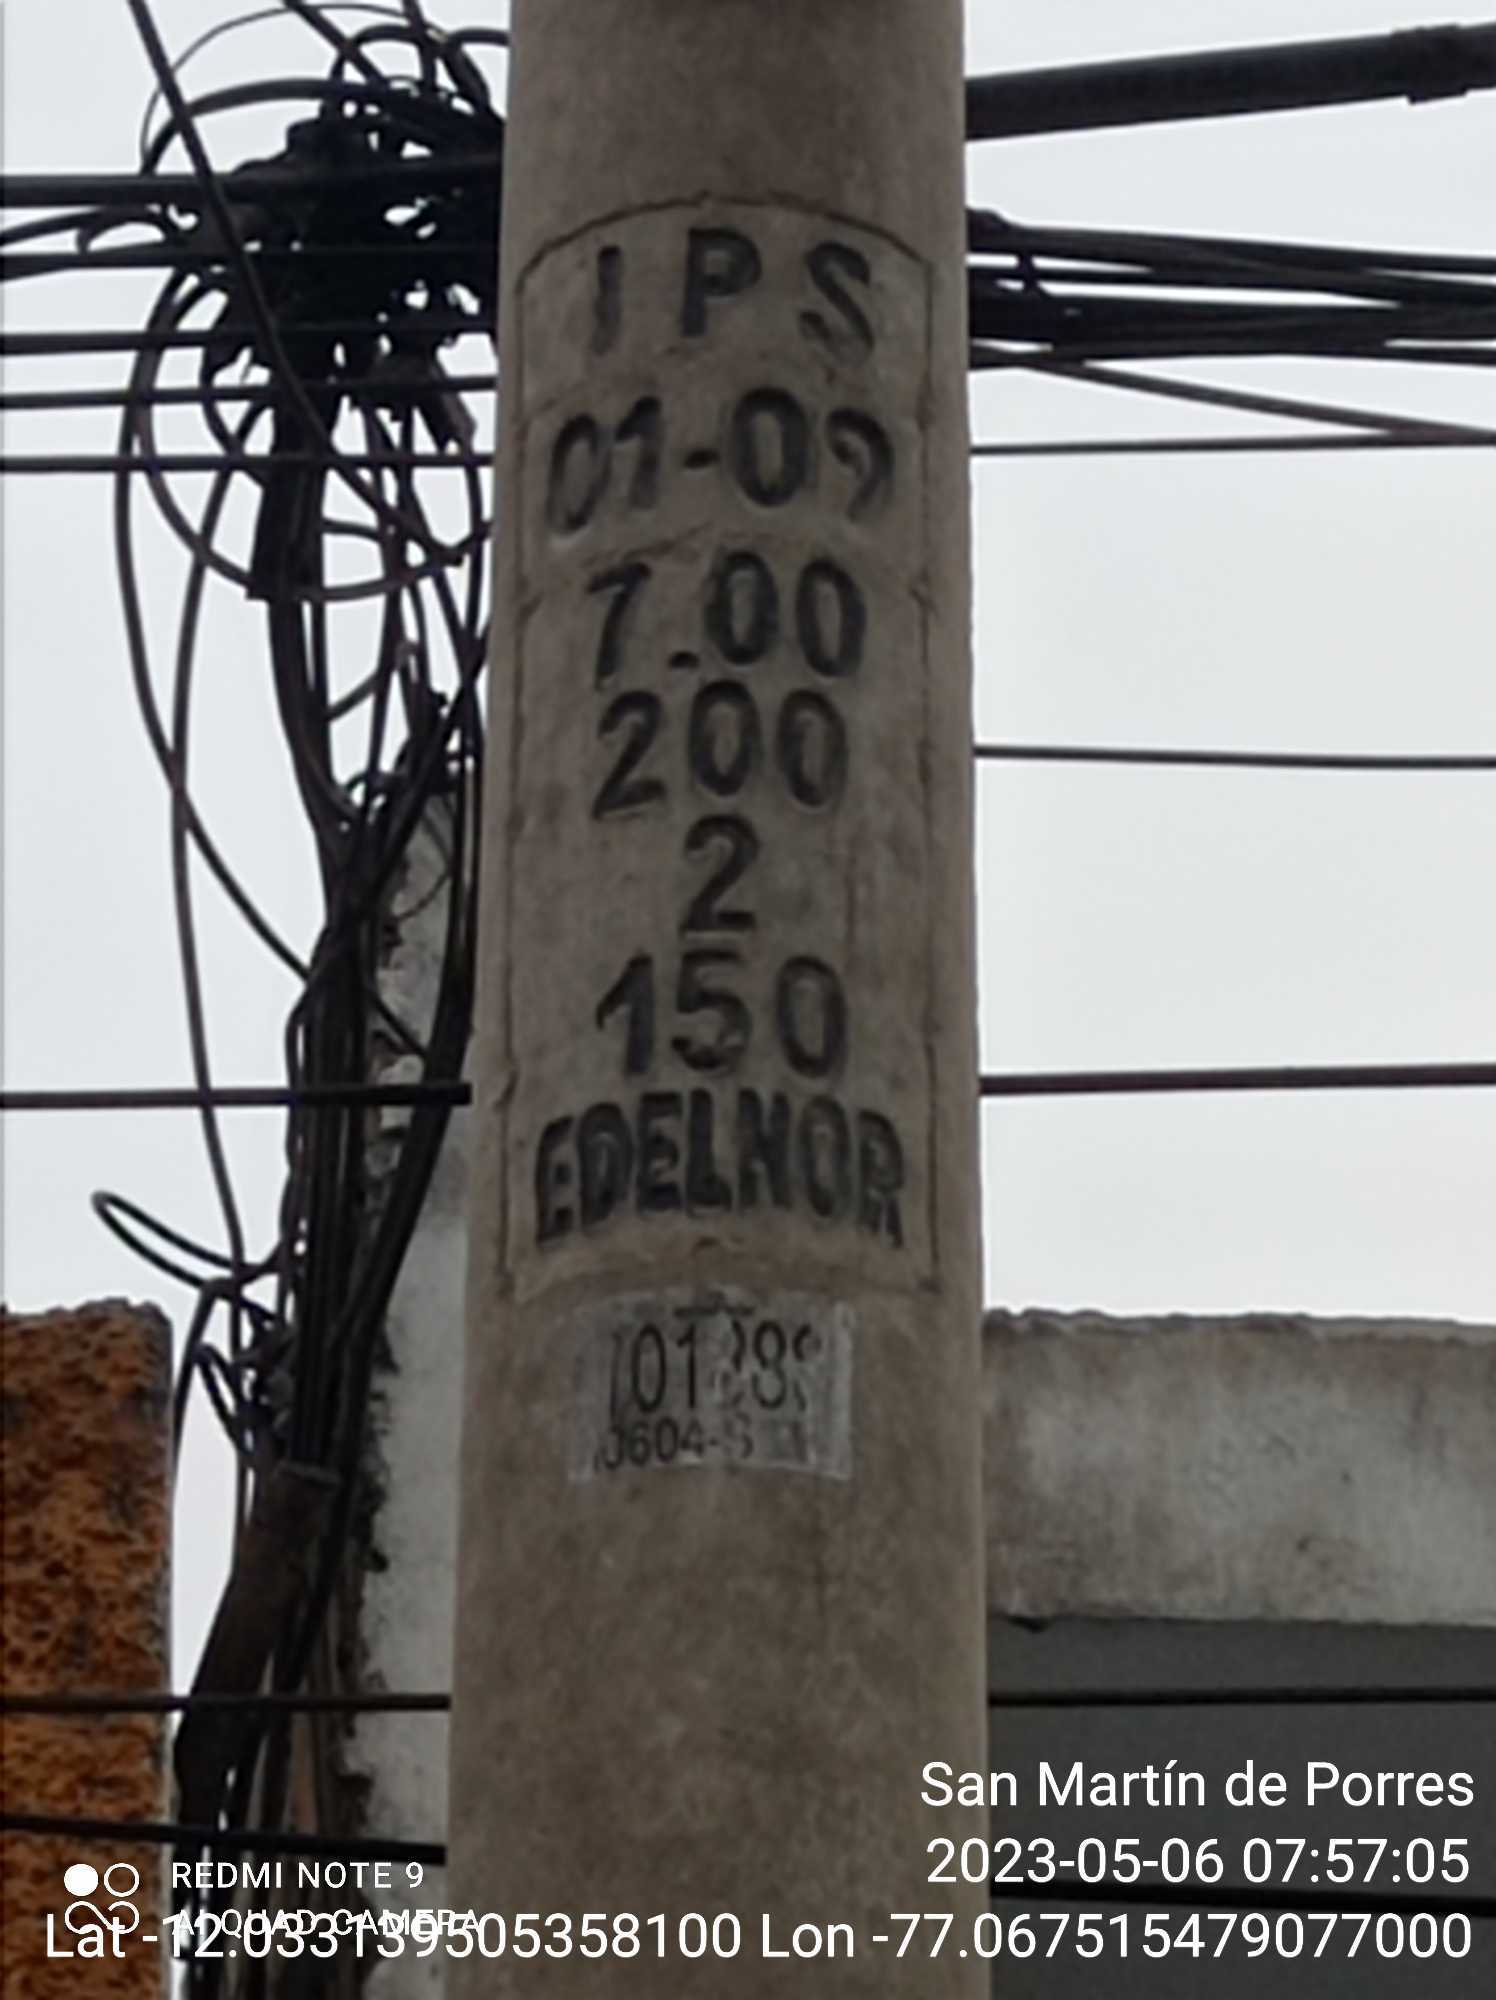 I P S
01-09
7.00
200
2
150
EDELNOR
0604-S
San Martín de Porres
2023-05-06 07:57:05
REDMI NOTE 9
AI QUAD CAMERA
Lat -12.033139505358100 Lon -77.067515479077000